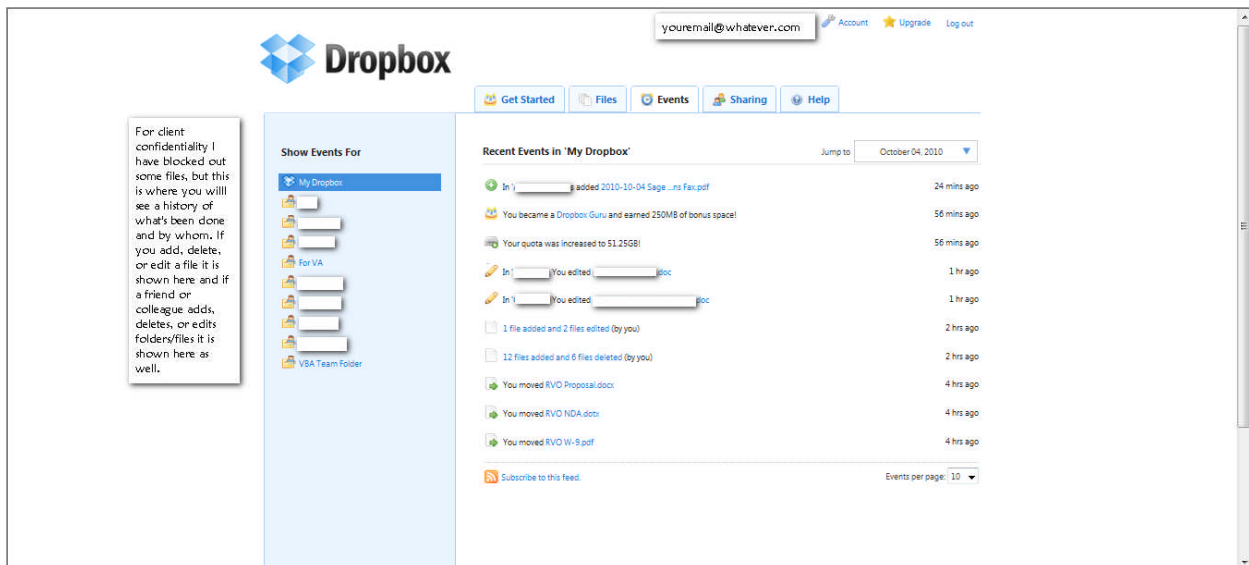 youremail@whatever.com
Account Upgrade Log out
Dropbox
Get Started Files Events Sharing Help
For client
confidentiality I
have blocked out
some files, but this
is where you willl
see a history of
what's been done
and by whom. If
you add, delete,
or edit a file it is
shown here and if
a friend or
colleague adds,
deletes, or edits
folders/files it is
shown here as
well.
Show Events For
My Dropbox
For VA
VBA Team Folder
Recent Events in 'My Dropbox'
Jump to October 04, 2010
In ' s added 2010-10-04 Sage ...ns Fax.pdf 24 mins ago
You became a Dropbox Guru and earned 250MB of bonus space! 56 mins ago
Your quota was increased to 51.25GB! 56 mins ago
In ' You edited doc 1 hr ago
In ' You edited doc 1 hr ago
1 file added and 2 files edited (by you) 2 hrs ago
12 files added and 6 files deleted (by you) 2 hrs ago
You moved RVO Proposal.docx 4 hrs ago
You moved RVO NDA.dotx 4 hrs ago
You moved RVO W-9.pdf 4 hrs ago
Subscribe to this feed. Events per page: 10